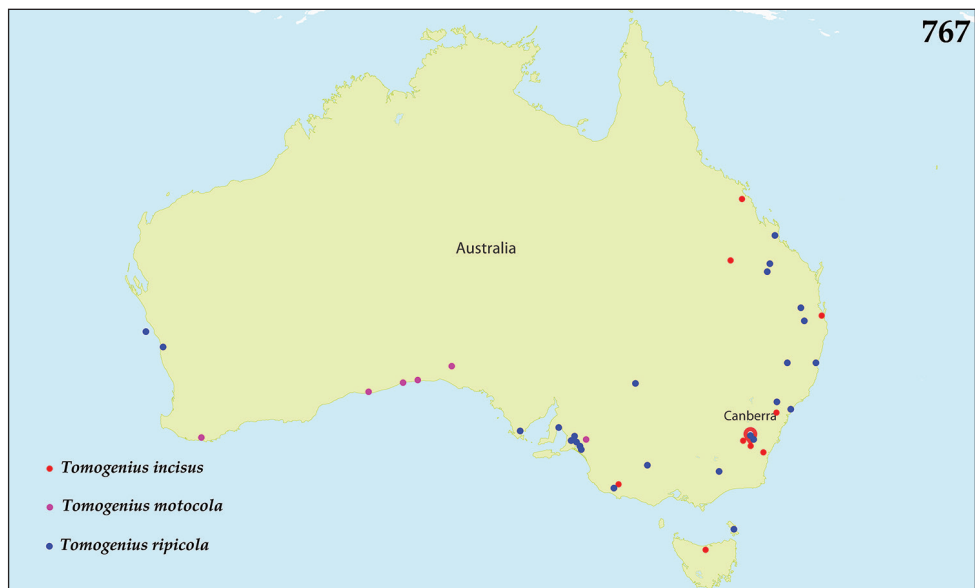 767
Australia
Canberra
Tomogenius incisus
Tomogenius motocola
Tomogenius ripicola